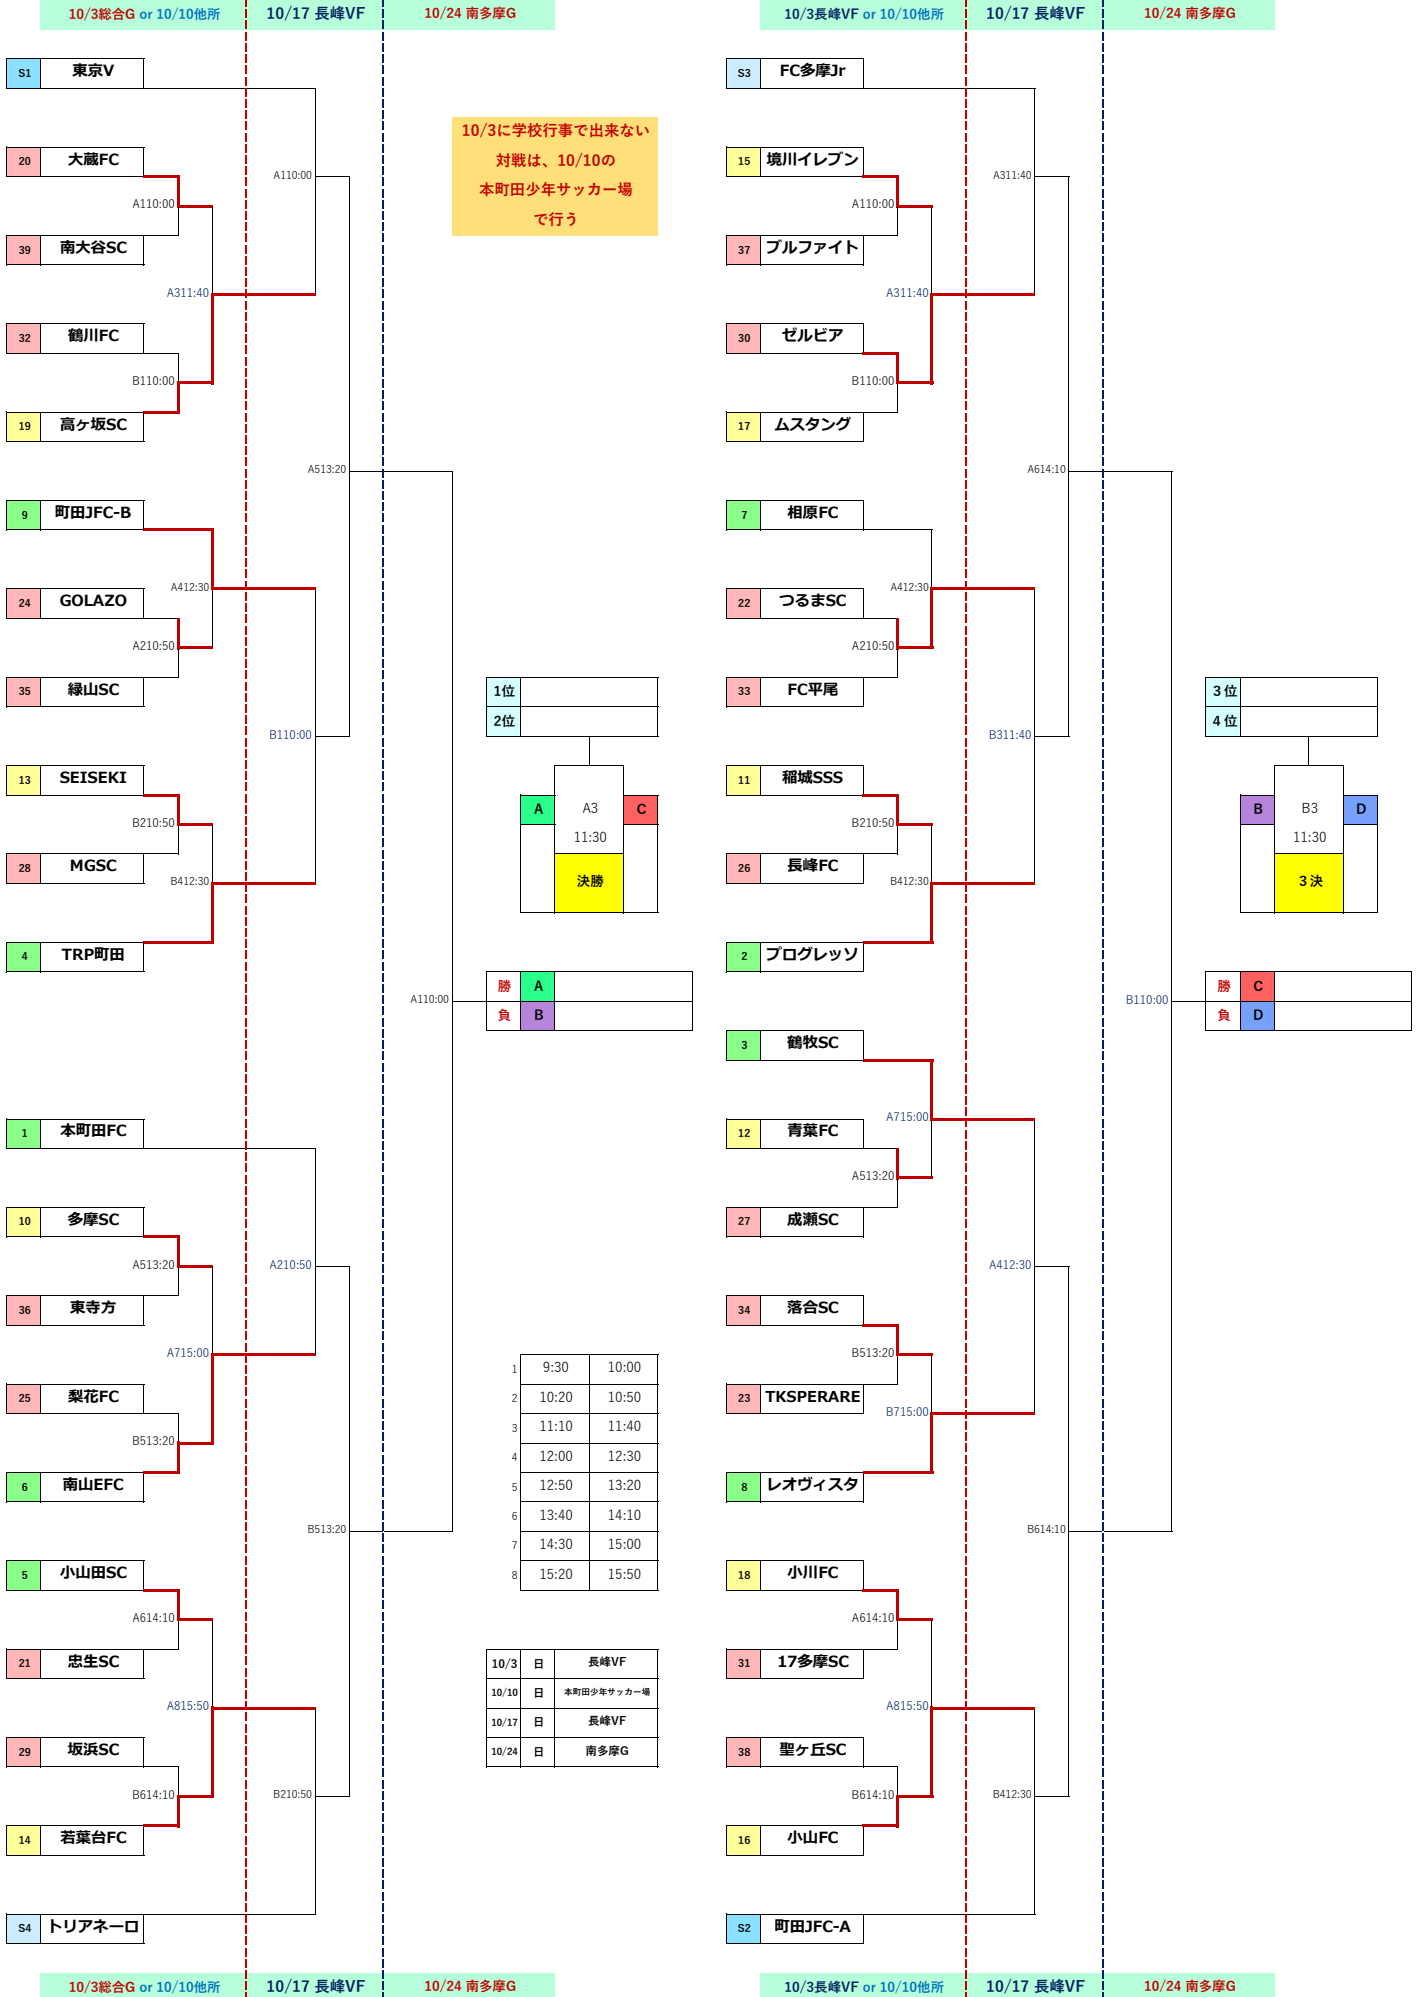 10/3総合G or 10/10他所 10/17 長峰VF 10/24 南多摩G
S1 東京V
20 大蔵FC
A110:00
A110:00
39 南大谷SC
A311:40
32 鶴川FC
B110:00
19 高ヶ坂SC
A513:20
9 町田JFC-B
A412:30
24 GOLAZO
A210:50
35 緑山SC
B110:00
13 SEISEKI
B210:50
28 MGSC
B412:30
4 TRP町田
A110:00
1 本町田FC
10 多摩SC
A513:20
A210:50
36 東寺方
A715:00
25 梨花FC
B513:20
6 南山EFC
B513:20
5 小山田SC
A614:10
21 忠生SC
A815:50
29 坂浜SC
B614:10
B210:50
14 若葉台FC
S4 トリアネーロ
10/3総合G or 10/10他所 10/17 長峰VF 10/24 南多摩G
10/3に学校行事で出来ない
対戦は、10/10の
本町田少年サッカー場
で行う
1位
2位
A A3 C
11:30
決勝
勝 A
負 B
1 9:30 10:00
2 10:20 10:50
3 11:10 11:40
4 12:00 12:30
5 12:50 13:20
6 13:40 14:10
7 14:30 15:00
8 15:20 15:50
10/3 日 長峰VF
10/10 日 本町田少年サッカー場
10/17 日 長峰VF
10/24 日 南多摩G
10/3長峰VF or 10/10他所 10/17 長峰VF 10/24 南多摩G
S3 FC多摩Jr
15 境川イレブン
A311:40
A110:00
37 ブルファイト
A311:40
30 ゼルビア
B110:00
17 ムスタング
A614:10
7 相原FC
A412:30
22 つるまSC
A210:50
33 FC平尾
B311:40
11 稲城SSS
B210:50
26 長峰FC
B412:30
2 プログレッソ
B110:00
3 鶴牧SC
A715:00
12 青葉FC
A513:20
27 成瀬SC
A412:30
34 落合SC
B513:20
23 TKSPERARE
B715:00
8 レオヴィスタ
B614:10
18 小川FC
A614:10
31 17多摩SC
A815:50
38 聖ヶ丘SC
B614:10
B412:30
16 小山FC
S2 町田JFC-A
10/3長峰VF or 10/10他所 10/17 長峰VF 10/24 南多摩G
3位
4位
B B3 D
11:30
3決
勝 C
負 D